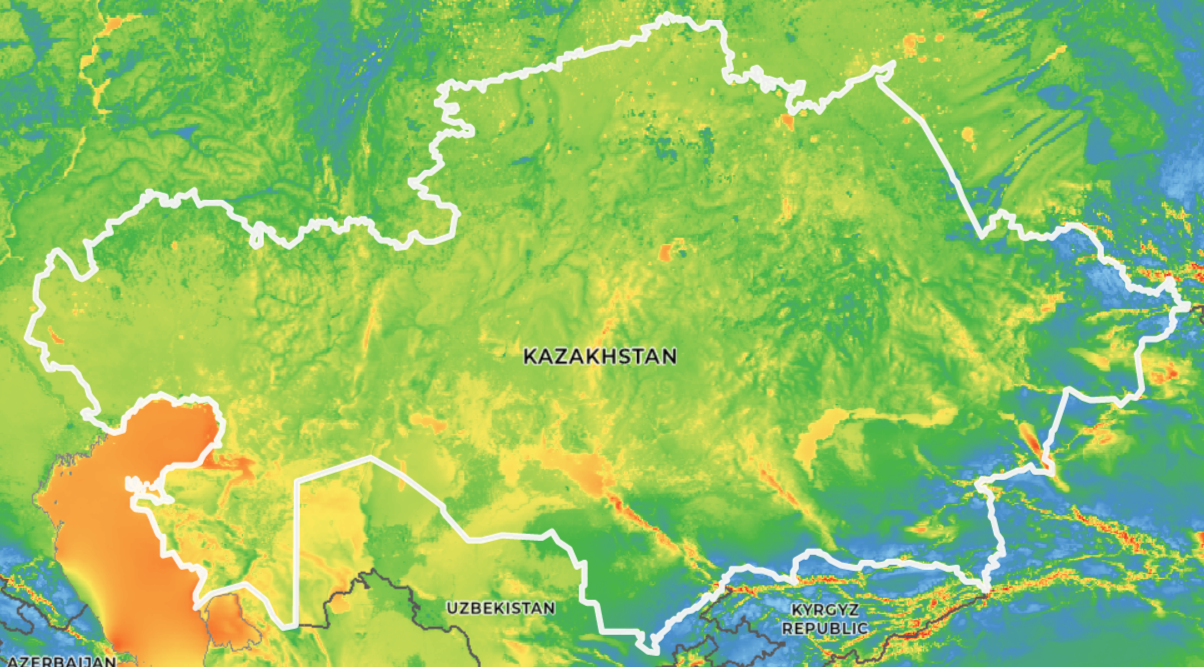 KAZAKHSTAN
UZBEKISTAN
KYRGYZ
REPUBLIC
AZERBAIJAN